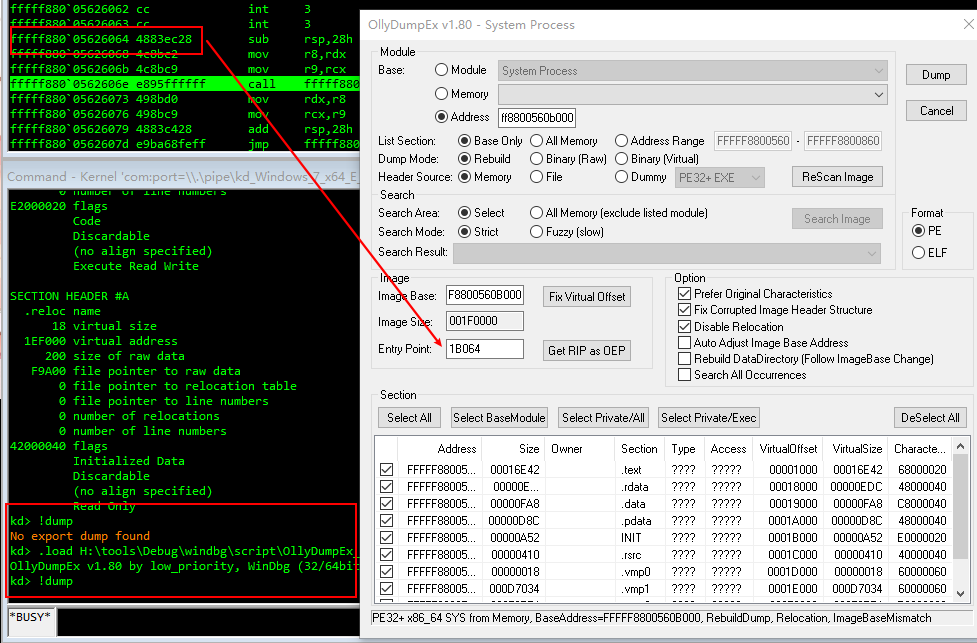 fffff880`05626062 cc int 3
fffff880`05626063 cc int 3
fffff880`05626064 4883ec28 sub rsp,28h
fffff880`05626068 4c8bc2 mov r8,rdx
fffff880`0562606b 4c8bc9 mov r9,rcx
fffff880`0562606e e895ffffff call fffff880
fffff880`05626073 498bd0 mov rdx,r8
fffff880`05626076 498bc9 mov rcx,r9
fffff880`05626079 4883c428 add rsp,28h
fffff880`0562607d e9ba68feff jmp fffff880
Command - Kernel 'com:port=\\.\pipe\kd_Windows_7_x64_E
0 number of line numbers
E2000020 flags
Code
Discardable
(no align specified)
Execute Read Write
SECTION HEADER #A
.reloc name
18 virtual size
1EF000 virtual address
200 size of raw data
F9A00 file pointer to raw data
0 file pointer to relocation table
0 file pointer to line numbers
0 number of relocations
0 number of line numbers
42000040 flags
Initialized Data
Discardable
(no align specified)
Read Only
kd> !dump
No export dump found
kd> .load H:\tools\Debug\windbg\script\OllyDumpEx_
OllyDumpEx v1.80 by low_priority, WinDbg (32/64bit
kd> !dump
*BUSY*
OllyDumpEx v1.80 - System Process
Module
Base: Module System Process
Dump
Memory
Cancel
Address ff8800560b000
List Section: Base Only All Memory Address Range FFFFF8800560 - FFFFF8800860
Dump Mode: Rebuild Binary (Raw) Binary (Virtual)
Header Source: Memory File Dummy PE32+ EXE ReScan Image
Search
Search Area: Select All Memory (exclude listed module) Search Image
Search Mode: Strict Fuzzy (slow)
Search Result:
Format
PE
ELF
Image
Image Base: F8800560B000 Fix Virtual Offset
Image Size: 001F0000
Entry Point: 1B064 Get RIP as OEP
Option
Prefer Original Characteristics
Fix Corrupted Image Header Structure
Disable Relocation
Auto Adjust Image Base Address
Rebuild DataDirectory (Follow ImageBase Change)
Search All Occurrences
Section
Select All Select BaseModule Select Private/All Select Private/Exec DeSelect All
Address Size Owner Section Type Access VirtualOffset VirtualSize Characte...
FFFFF88005... 00016E42 .text ???? ????? 00001000 00016E42 68000020
FFFFF88005... 00000E... .rdata ???? ????? 00018000 00000EDC 48000040
FFFFF88005... 00000FA8 .data ???? ????? 00019000 00000FA8 C8000040
FFFFF88005... 00000D8C .pdata ???? ????? 0001A000 00000D8C 48000040
FFFFF88005... 00000A52 INIT ???? ????? 0001B000 00000A52 E0000020
FFFFF88005... 00000410 .rsrc ???? ????? 0001C000 00000410 40000040
FFFFF88005... 00000018 .vmp0 ???? ????? 0001D000 00000018 60000060
FFFFF88005... 000D7034 .vmp1 ???? ????? 0001E000 000D7034 60000060
PE32+ x86_64 SYS from Memory, BaseAddress=FFFFF8800560B000, RebuildDump, Relocation, ImageBaseMismatch